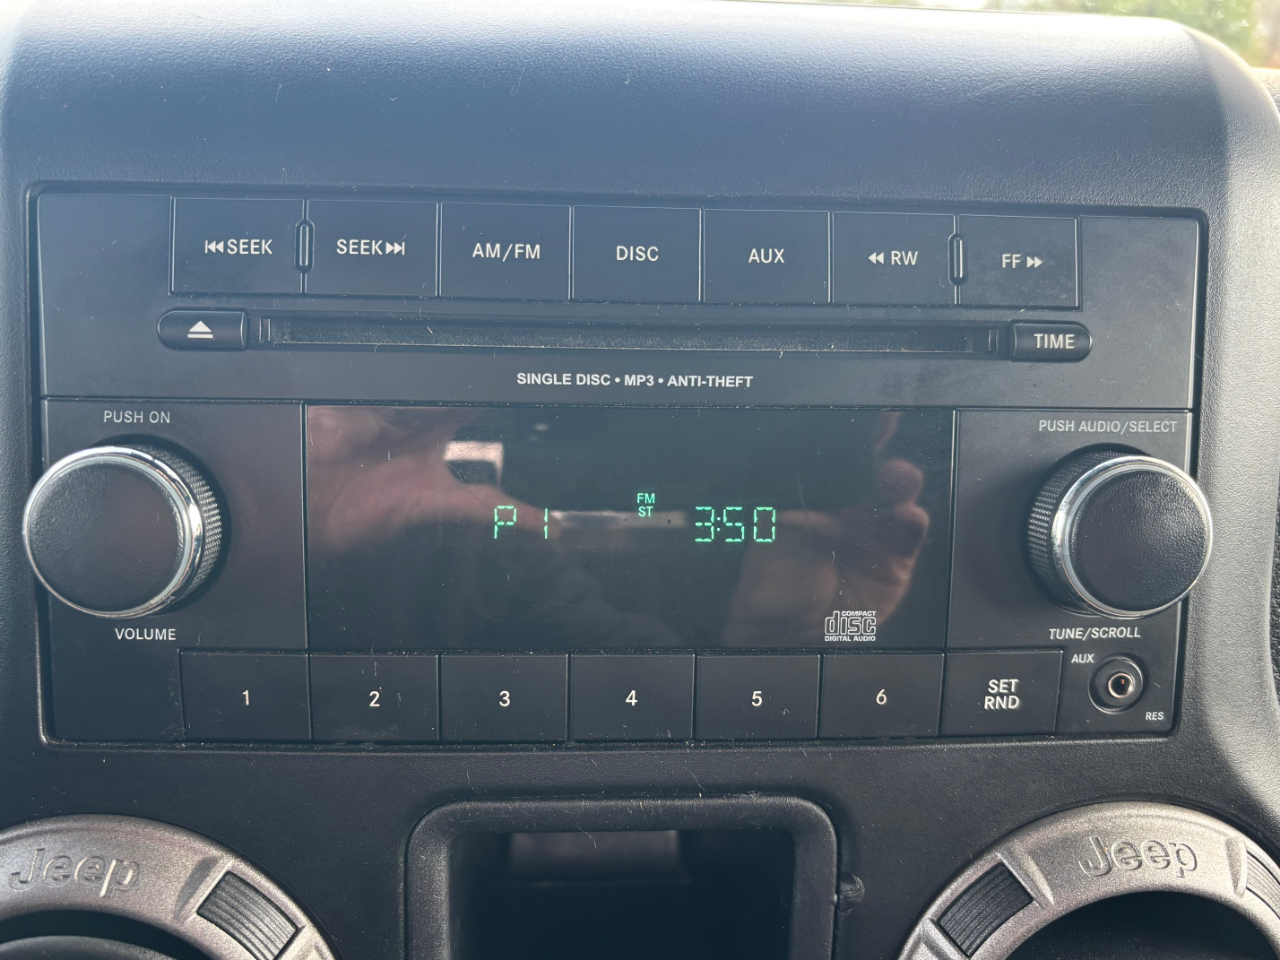 ⏮SEEK SEEK⏭ AM/FM DISC AUX ◀◀ RW FF ▶▶
TIME
SINGLE DISC • MP3 • ANTI-THEFT
PUSH ON
PUSH AUDIO/SELECT
FM
ST
P1 3:50
COMPACT
disc
DIGITAL AUDIO
VOLUME
TUNE/SCROLL
AUX
1 2 3 4 5 6 SET
RND
RES
Jeep Jeep